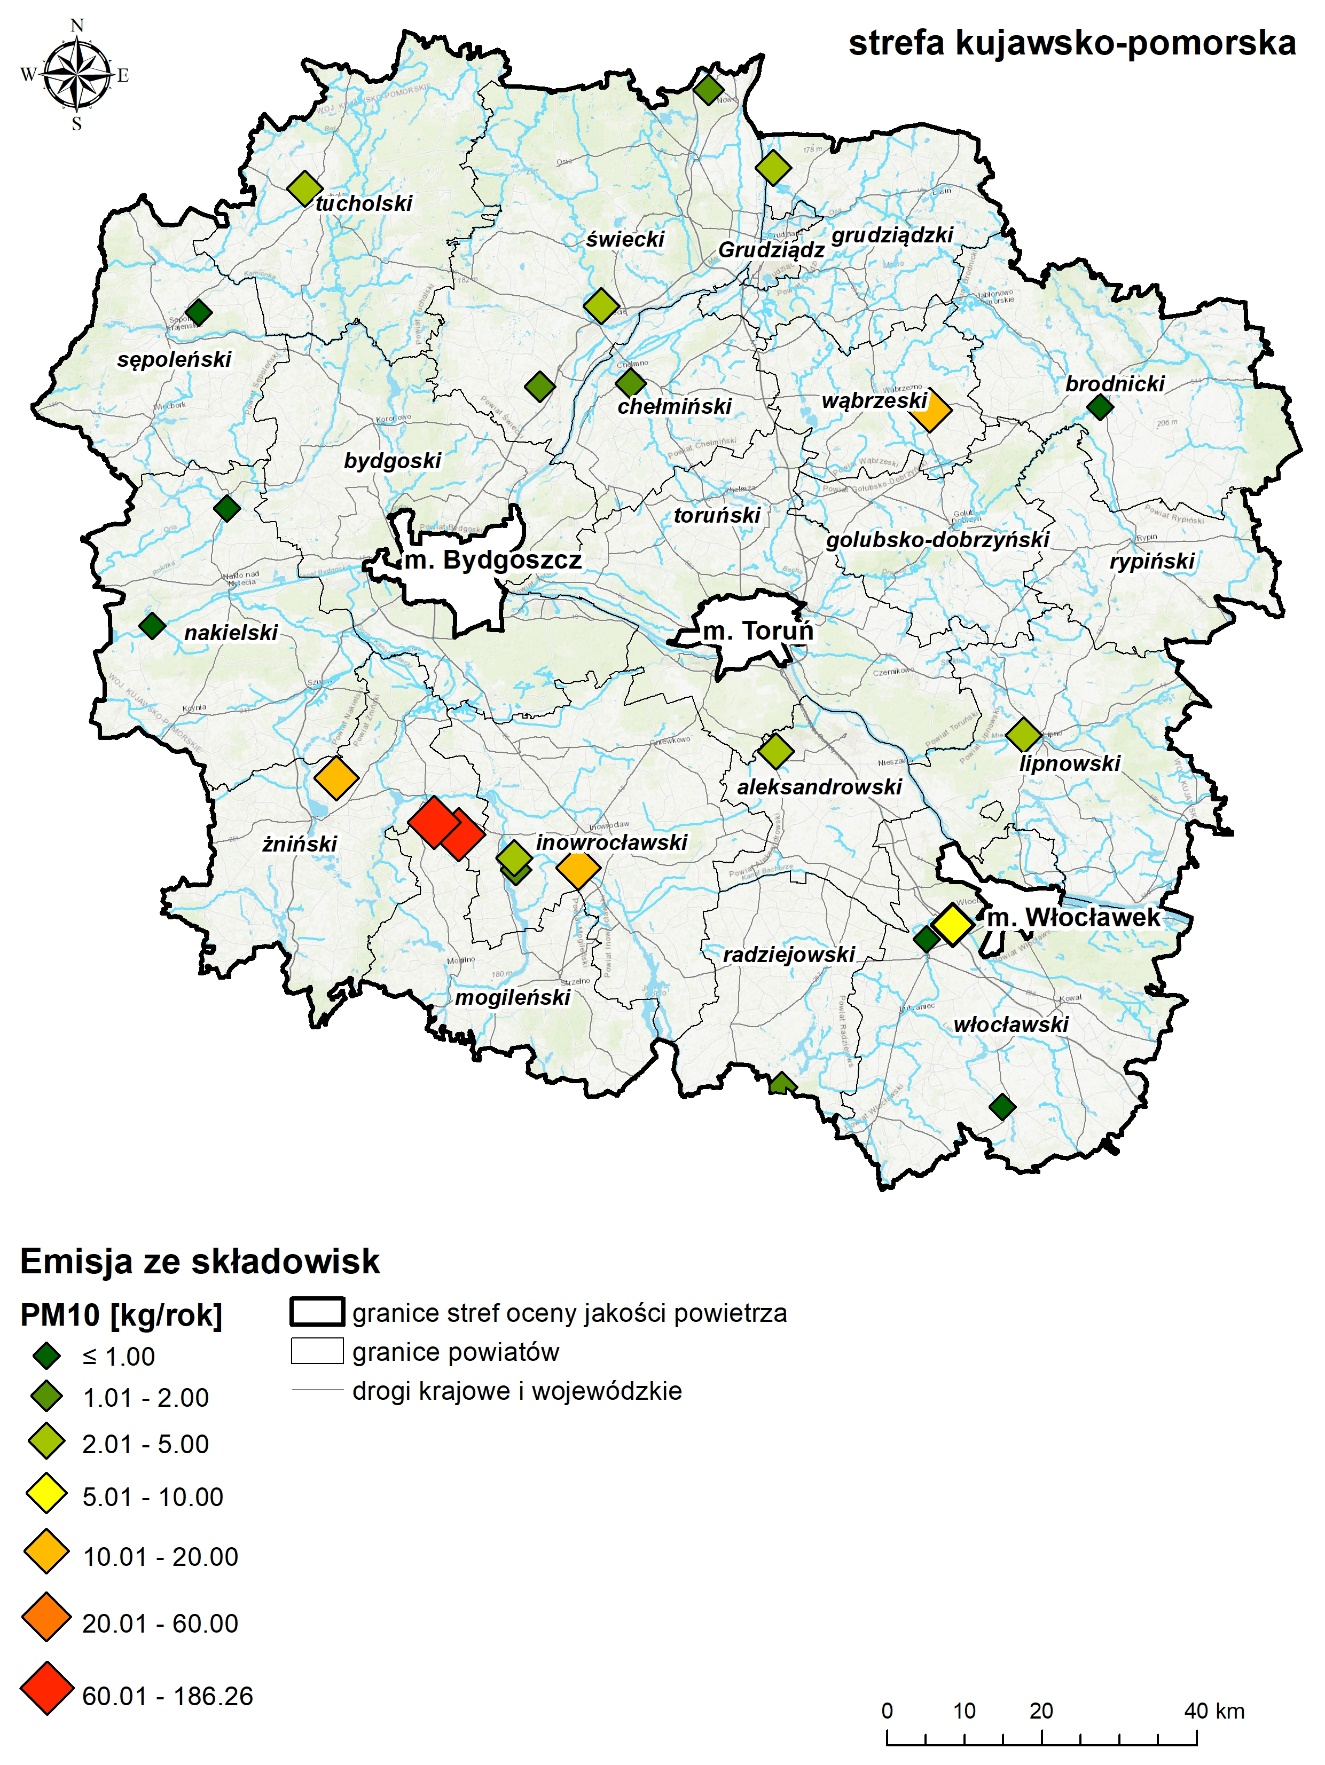 strefa kujawsko-pomorska
N
W E
S
tucholski
świecki
Grudziądz
grudziądzki
sępoleński
brodnicki
wąbrzeski
chełmiński
bydgoski
toruński
golubsko-dobrzyński
rypiński
m. Bydgoszcz
m. Toruń
nakielski
lipnowski
aleksandrowski
żniński
inowrocławski
m. Włocławek
radziejowski
mogileński
włocławski
Emisja ze składowisk
PM10 [kg/rok]
≤ 1.00
1.01 - 2.00
2.01 - 5.00
5.01 - 10.00
10.01 - 20.00
20.01 - 60.00
60.01 - 186.26
granice stref oceny jakości powietrza
granice powiatów
drogi krajowe i wojewódzkie
0 10 20 40 km